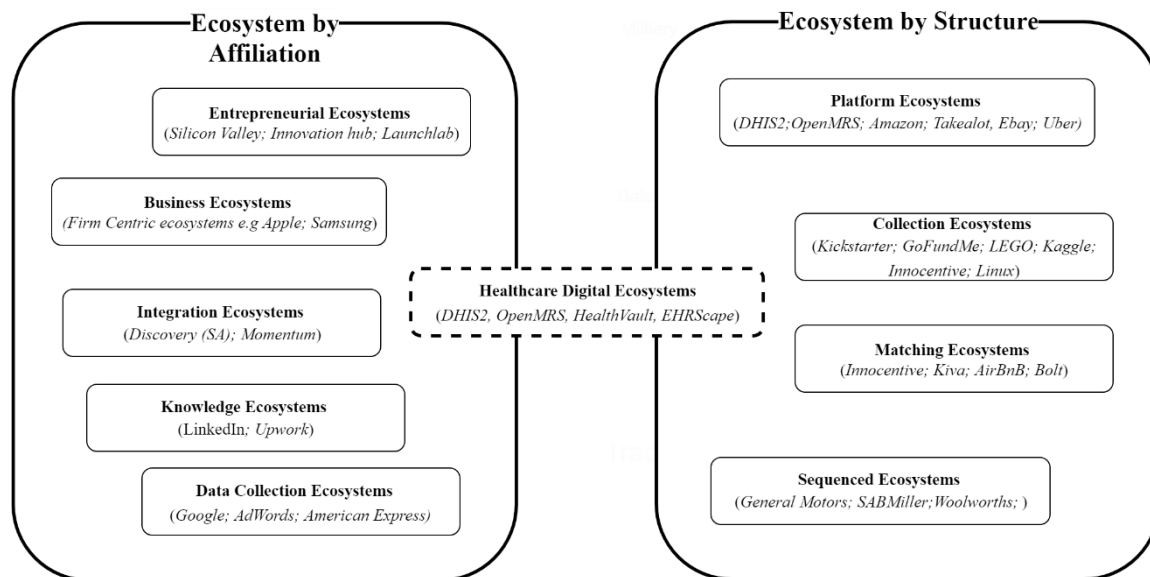 Ecosystem by
Affiliation
Entrepreneurial Ecosystems
(Silicon Valley; Innovation hub; Launchlab)
Business Ecosystems
(Firm Centric ecosystems e.g Apple; Samsung)
Integration Ecosystems
(Discovery (SA); Momentum)
Knowledge Ecosystems
(LinkedIn; Upwork)
Data Collection Ecosystems
(Google; AdWords; American Express)
Healthcare Digital Ecosystems
(DHIS2, OpenMRS, HealthVault, EHRScape)
Ecosystem by Structure
Platform Ecosystems
(DHIS2;OpenMRS; Amazon; Takealot, Ebay; Uber)
Collection Ecosystems
(Kickstarter; GoFundMe; LEGO; Kaggle;
Innocentive; Linux)
Matching Ecosystems
(Innocentive; Kiva; AirBnB; Bolt)
Sequenced Ecosystems
(General Motors; SABMiller;Woolworths; )